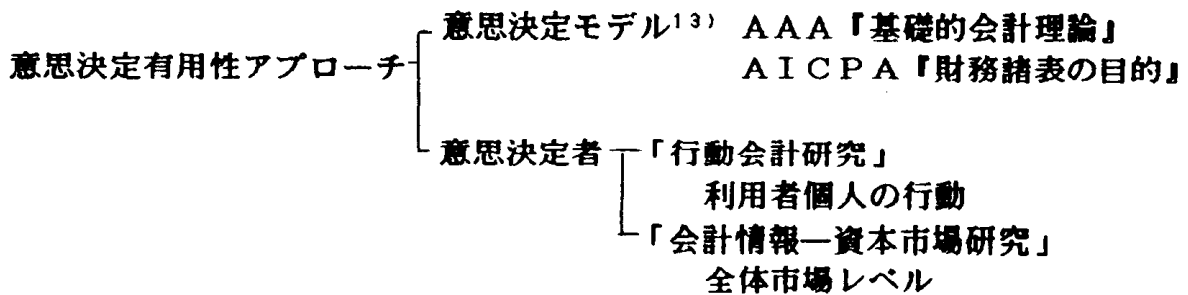 意思決定モデル¹³⁾ AAA『基礎的会計理論』
意思決定有用性アプローチ
AICPA『財務諸表の目的』
意思決定者 「行動会計研究」
利用者個人の行動
「会計情報―資本市場研究」
全体市場レベル